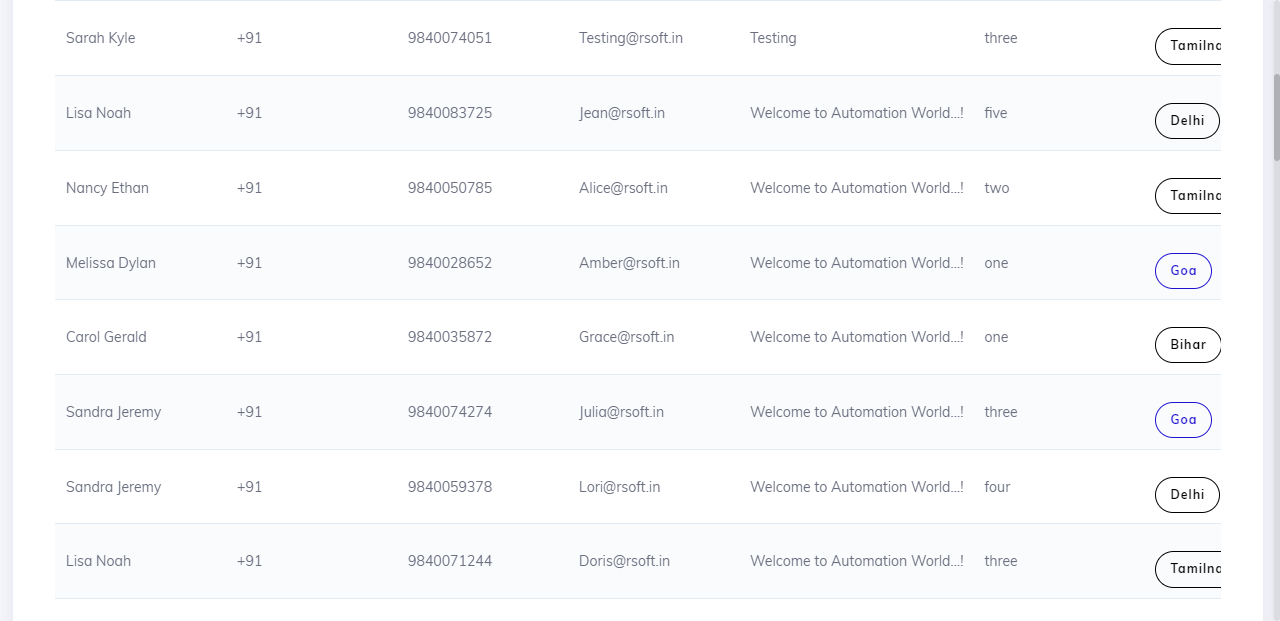 Sarah Kyle +91 9840074051 Testing@rsoft.in Testing three Tamilna
Lisa Noah +91 9840083725 Jean@rsoft.in Welcome to Automation World...! five Delhi
Nancy Ethan +91 9840050785 Alice@rsoft.in Welcome to Automation World...! two Tamilna
Melissa Dylan +91 9840028652 Amber@rsoft.in Welcome to Automation World...! one Goa
Carol Gerald +91 9840035872 Grace@rsoft.in Welcome to Automation World...! one Bihar
Sandra Jeremy +91 9840074274 Julia@rsoft.in Welcome to Automation World...! three Goa
Sandra Jeremy +91 9840059378 Lori@rsoft.in Welcome to Automation World...! four Delhi
Lisa Noah +91 9840071244 Doris@rsoft.in Welcome to Automation World...! three Tamilna